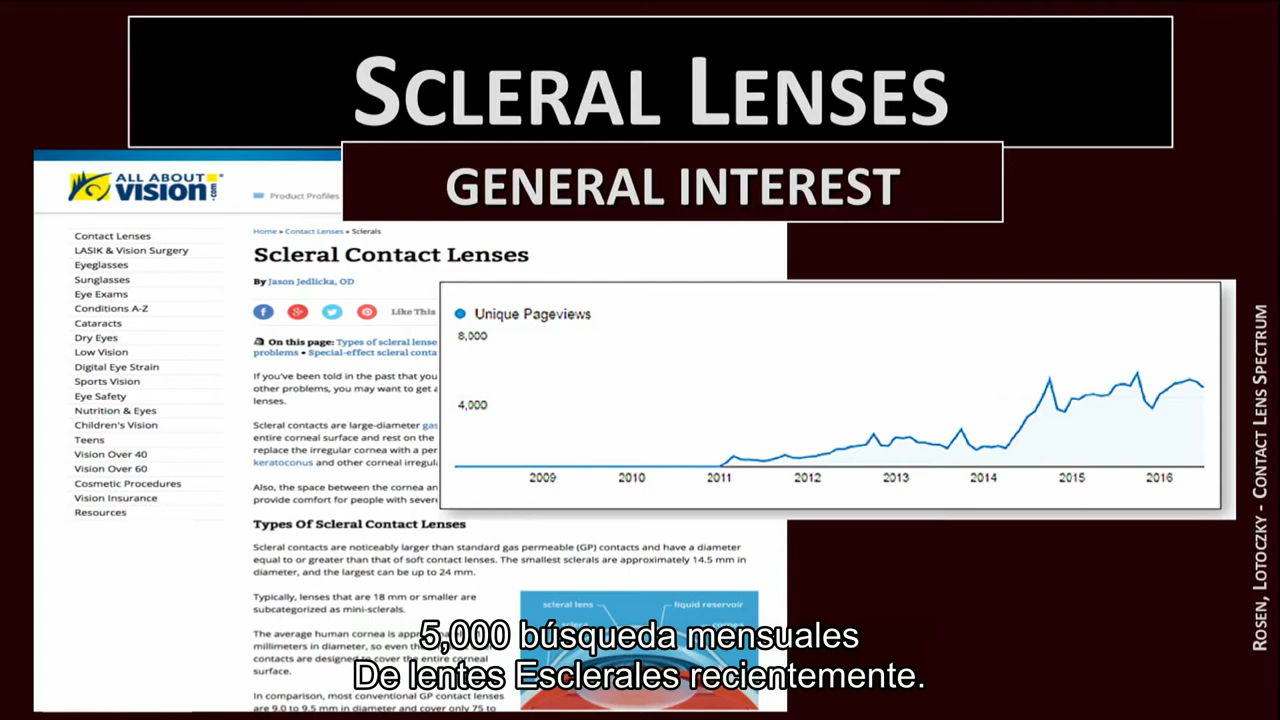 SCLERAL LENSES
GENERAL INTEREST
ALL ABOUT
vision.com
Product Profiles
Contact Lenses
LASIK & Vision Surgery
Eyeglasses
Sunglasses
Eye Exams
Conditions A-Z
Cataracts
Dry Eyes
Low Vision
Digital Eye Strain
Sports Vision
Eye Safety
Nutrition & Eyes
Children's Vision
Teens
Vision Over 40
Vision Over 60
Cosmetic Procedures
Vision Insurance
Resources
Home » Contact Lenses » Sclerals
Scleral Contact Lenses
By Jason Jedlicka, OD
Like This
On this page: Types of scleral lense
problems • Special-effect scleral conta
If you've been told in the past that you
other problems, you may want to get a
lenses.
Scleral contacts are large-diameter gas
entire corneal surface and rest on the
replace the irregular cornea with a per
keratoconus and other corneal irregul
Also, the space between the cornea an
provide comfort for people with sever
Types Of Scleral Contact Lenses
Scleral contacts are noticeably larger than standard gas permeable (GP) contacts and have a diameter
equal to or greater than that of soft contact lenses. The smallest sclerals are approximately 14.5 mm in
diameter, and the largest can be up to 24 mm.
Typically, lenses that are 18 mm or smaller are
subcategorized as mini-sclerals.
The average human cornea is
millimeters in diameter, so even
contacts are designed to cover the entire corneal
surface.
In comparison, most conventional GP contact lenses
are 9.0 to 9.5 mm in diameter and cover only 75 to
scleral lens
liquid reservoir
sclera
cornea
Unique Pageviews
8,000
4,000
2009 2010 2011 2012 2013 2014 2015 2016
ROSEN, LOTOCZKY - CONTACT LENS SPECTRUM
5,000 búsqueda mensuales
De lentes Esclerales recientemente.